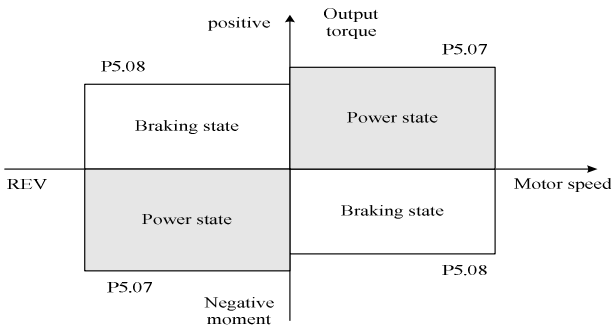 positive
Output
torque
P5.08
P5.07
Braking state
Power state
REV
Motor speed
Power state
Braking state
P5.07
P5.08
Negative
moment